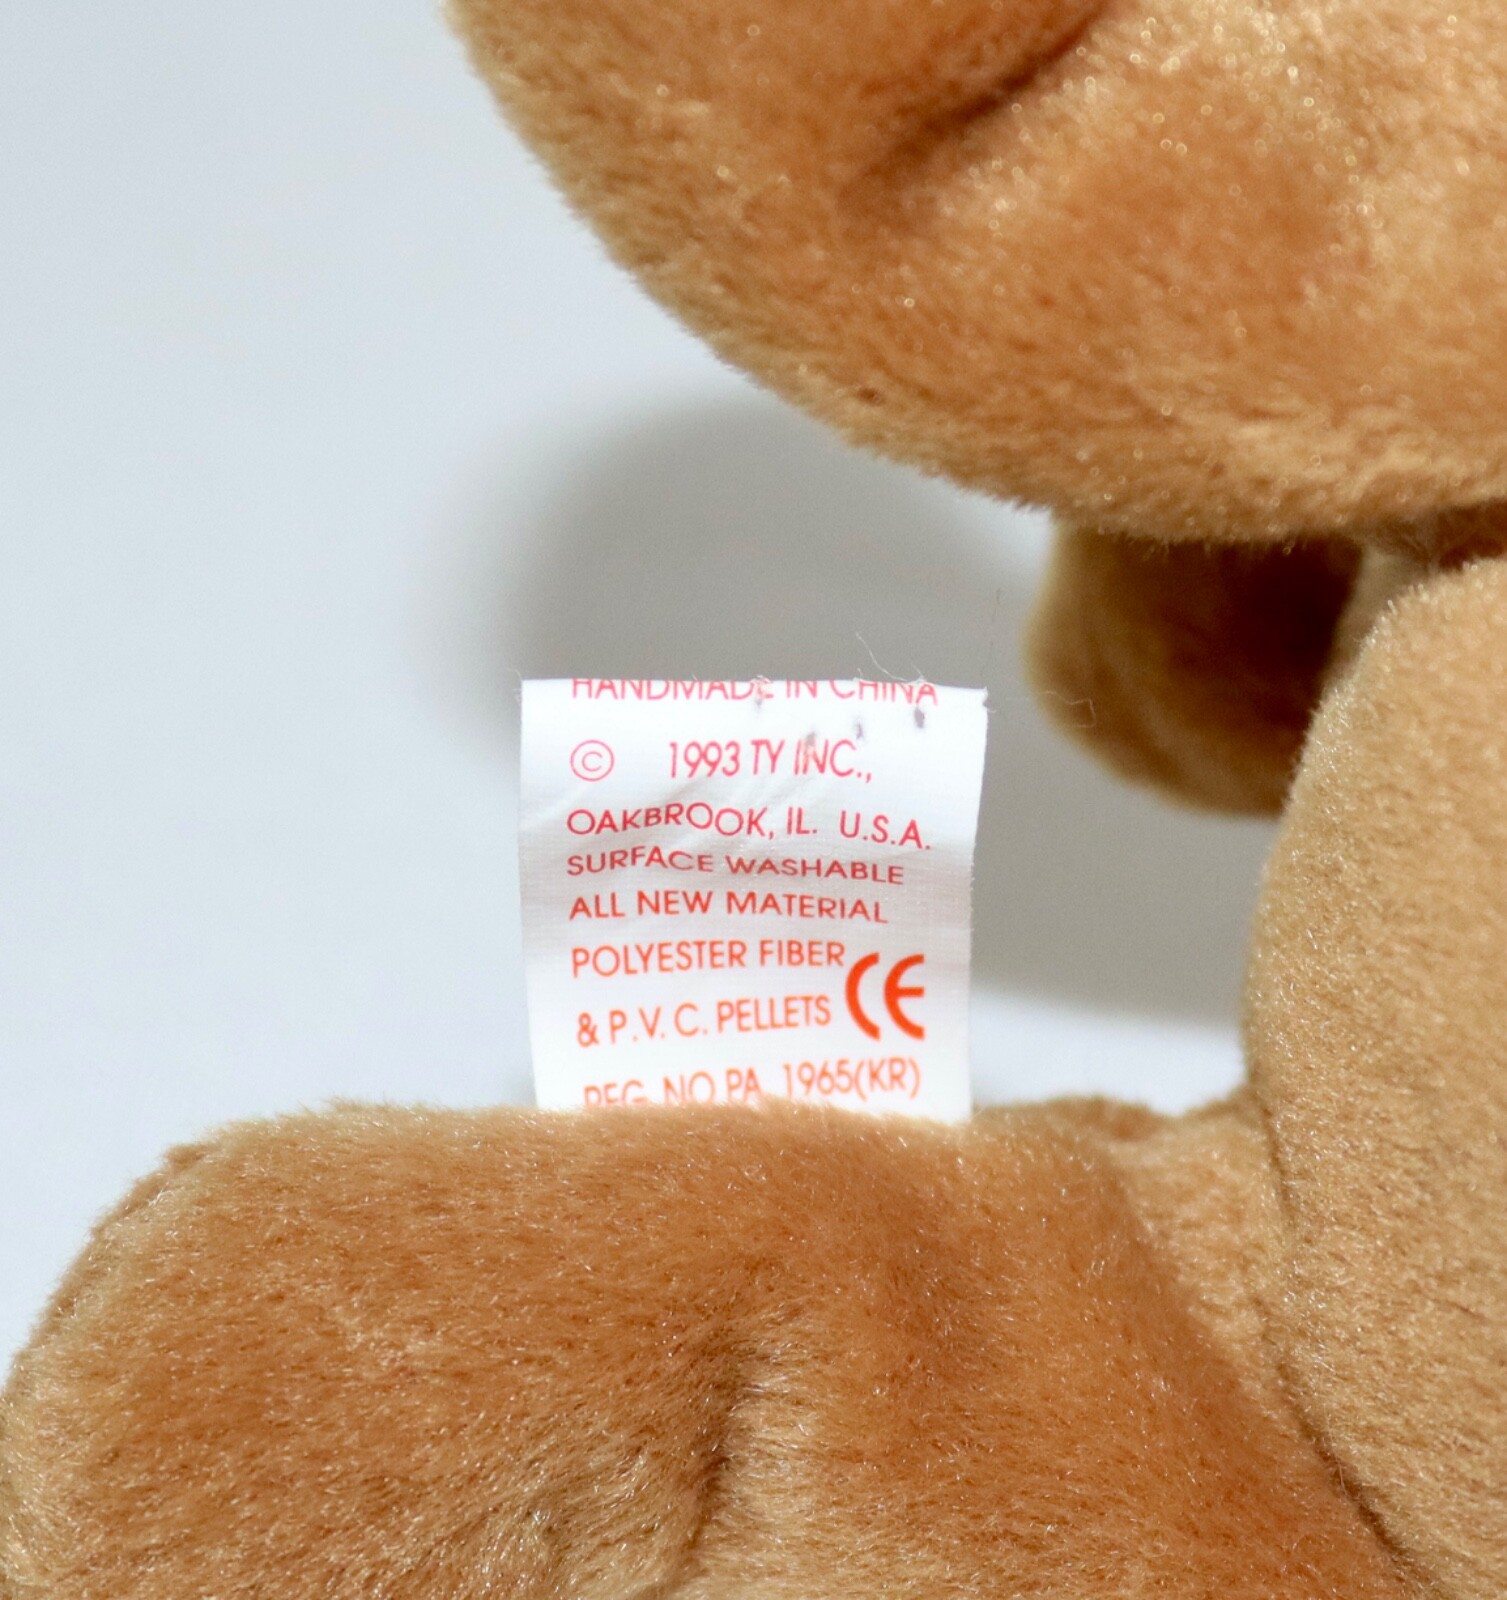 HANDMADE IN CHINA
© 1993 TY INC.,
OAKBROOK, IL. U.S.A.
SURFACE WASHABLE
ALL NEW MATERIAL
POLYESTER FIBER
& P.V.C. PELLETS CE
REG. NO PA. 1965(KR)